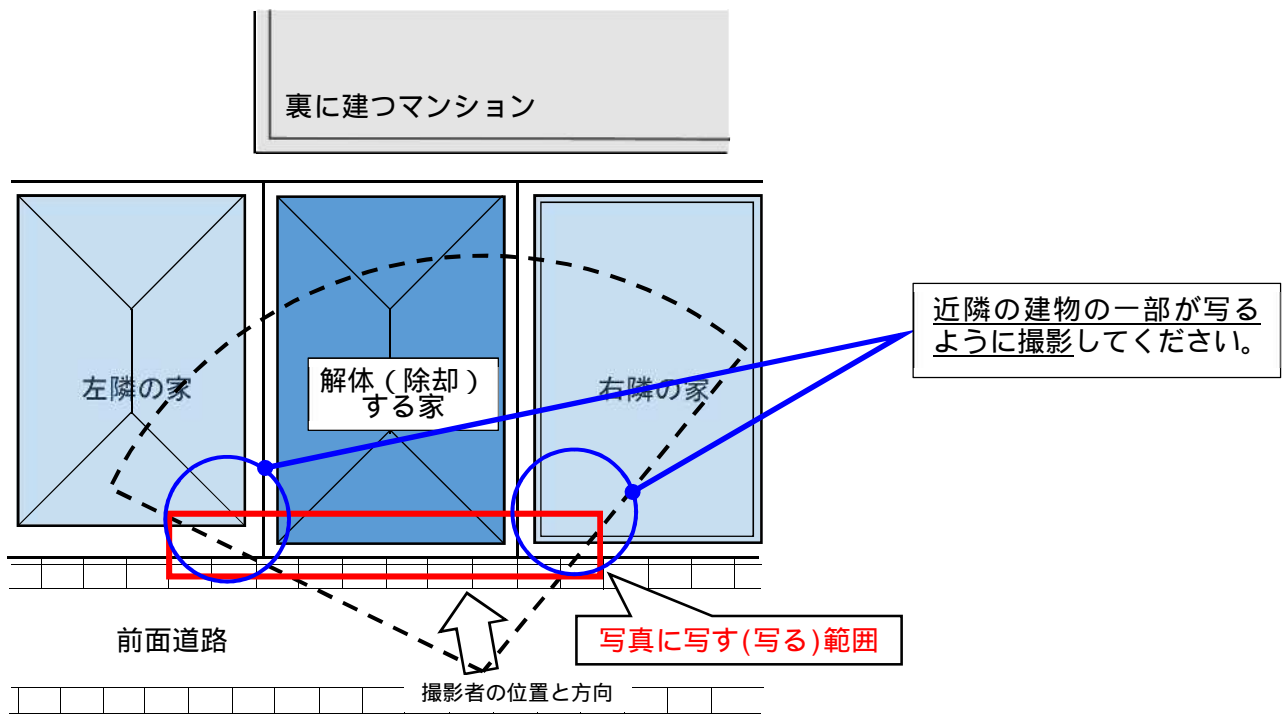 裏に建つマンション
近隣の建物の一部が写る
ように撮影してください。
左隣の家
解体(除却)
する家
右隣の家
前面道路
写真に写す(写る)範囲
撮影者の位置と方向